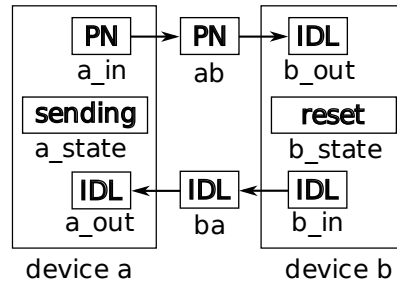 PN PN IDL
a_in ab b_out
sending reset
a_state b_state
IDL IDL IDL
a_out ba b_in
device a device b